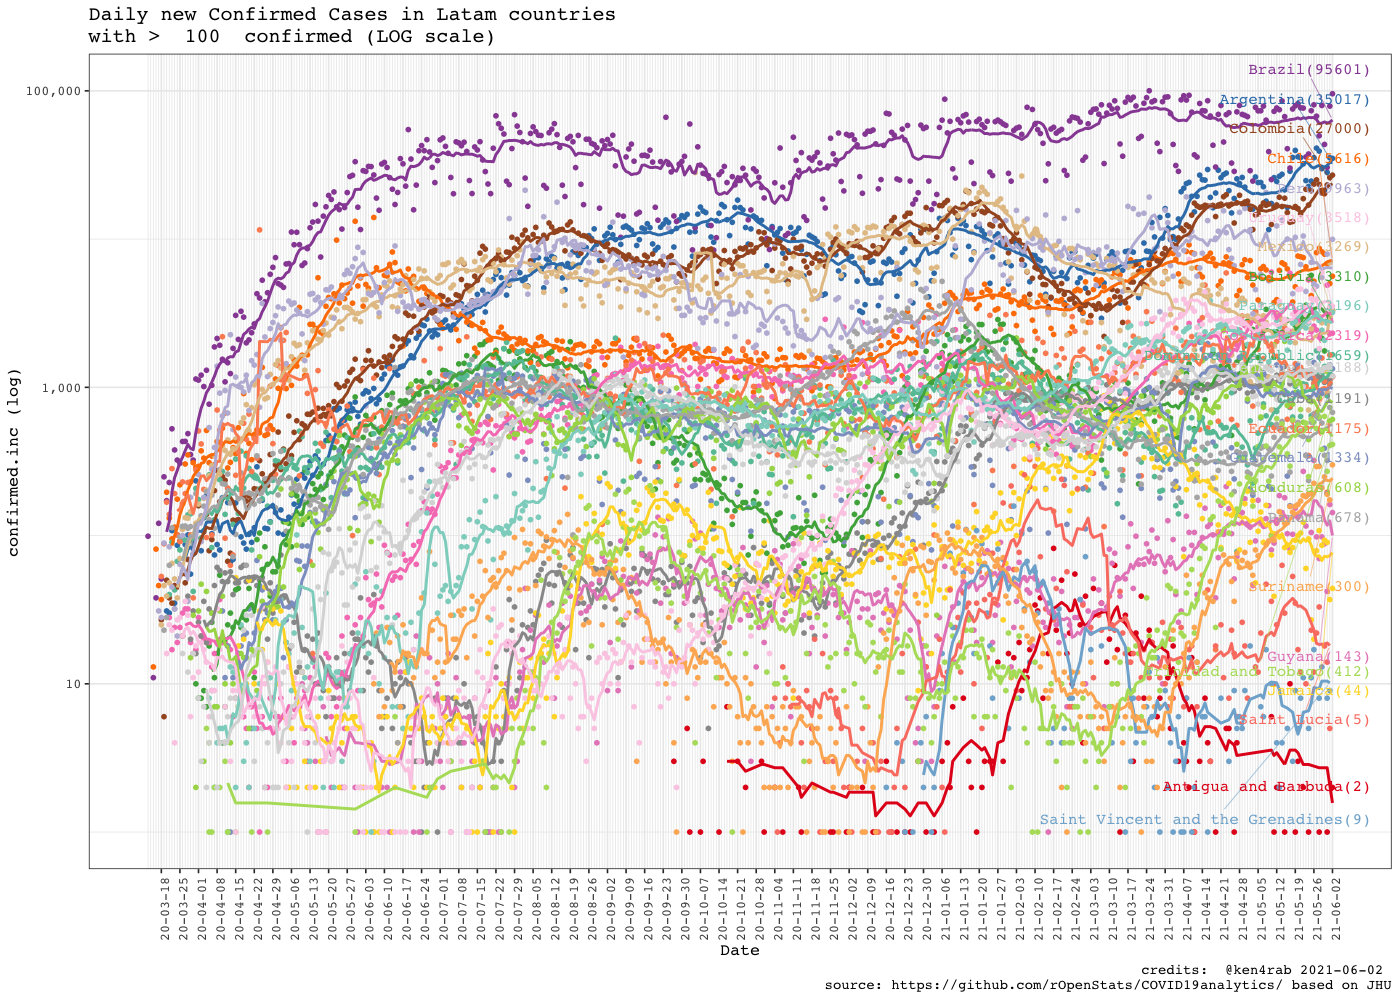 Daily new Confirmed Cases in Latam countries
with > 100 confirmed (LOG scale)
confirmed.inc (log)
100,000
1,000
10
Brazil(95601)
Argentina(35017)
Colombia(27000)
Chile(5616)
Mexico(3269)
Bolivia(3310)
Ecuador(1175)
Guatemala(1334)
Honduras(608)
Panama(678)
Suriname(300)
Guyana(143)
Trinidad and Tobago(412)
Jamaica(44)
Saint Lucia(5)
Antigua and Barbuda(2)
Saint Vincent and the Grenadines(9)
20-03-18
20-03-25
20-04-01
20-04-08
20-04-15
20-04-22
20-04-29
20-05-06
20-05-13
20-05-20
20-05-27
20-06-03
20-06-10
20-06-17
20-06-24
20-07-01
20-07-08
20-07-15
20-07-22
20-07-29
20-08-05
20-08-12
20-08-19
20-08-26
20-09-02
20-09-09
20-09-16
20-09-23
20-09-30
20-10-07
20-10-14
20-10-21
20-10-28
20-11-04
20-11-11
20-11-18
20-11-25
20-12-02
20-12-09
20-12-16
20-12-23
20-12-30
21-01-06
21-01-13
21-01-20
21-01-27
21-02-03
21-02-10
21-02-17
21-02-24
21-03-03
21-03-10
21-03-17
21-03-24
21-03-31
21-04-07
21-04-14
21-04-21
21-04-28
21-05-05
21-05-12
21-05-19
21-05-26
21-06-02
Date
credits: @ken4rab 2021-06-02
source: https://github.com/rOpenStats/COVID19analytics/ based on JHU